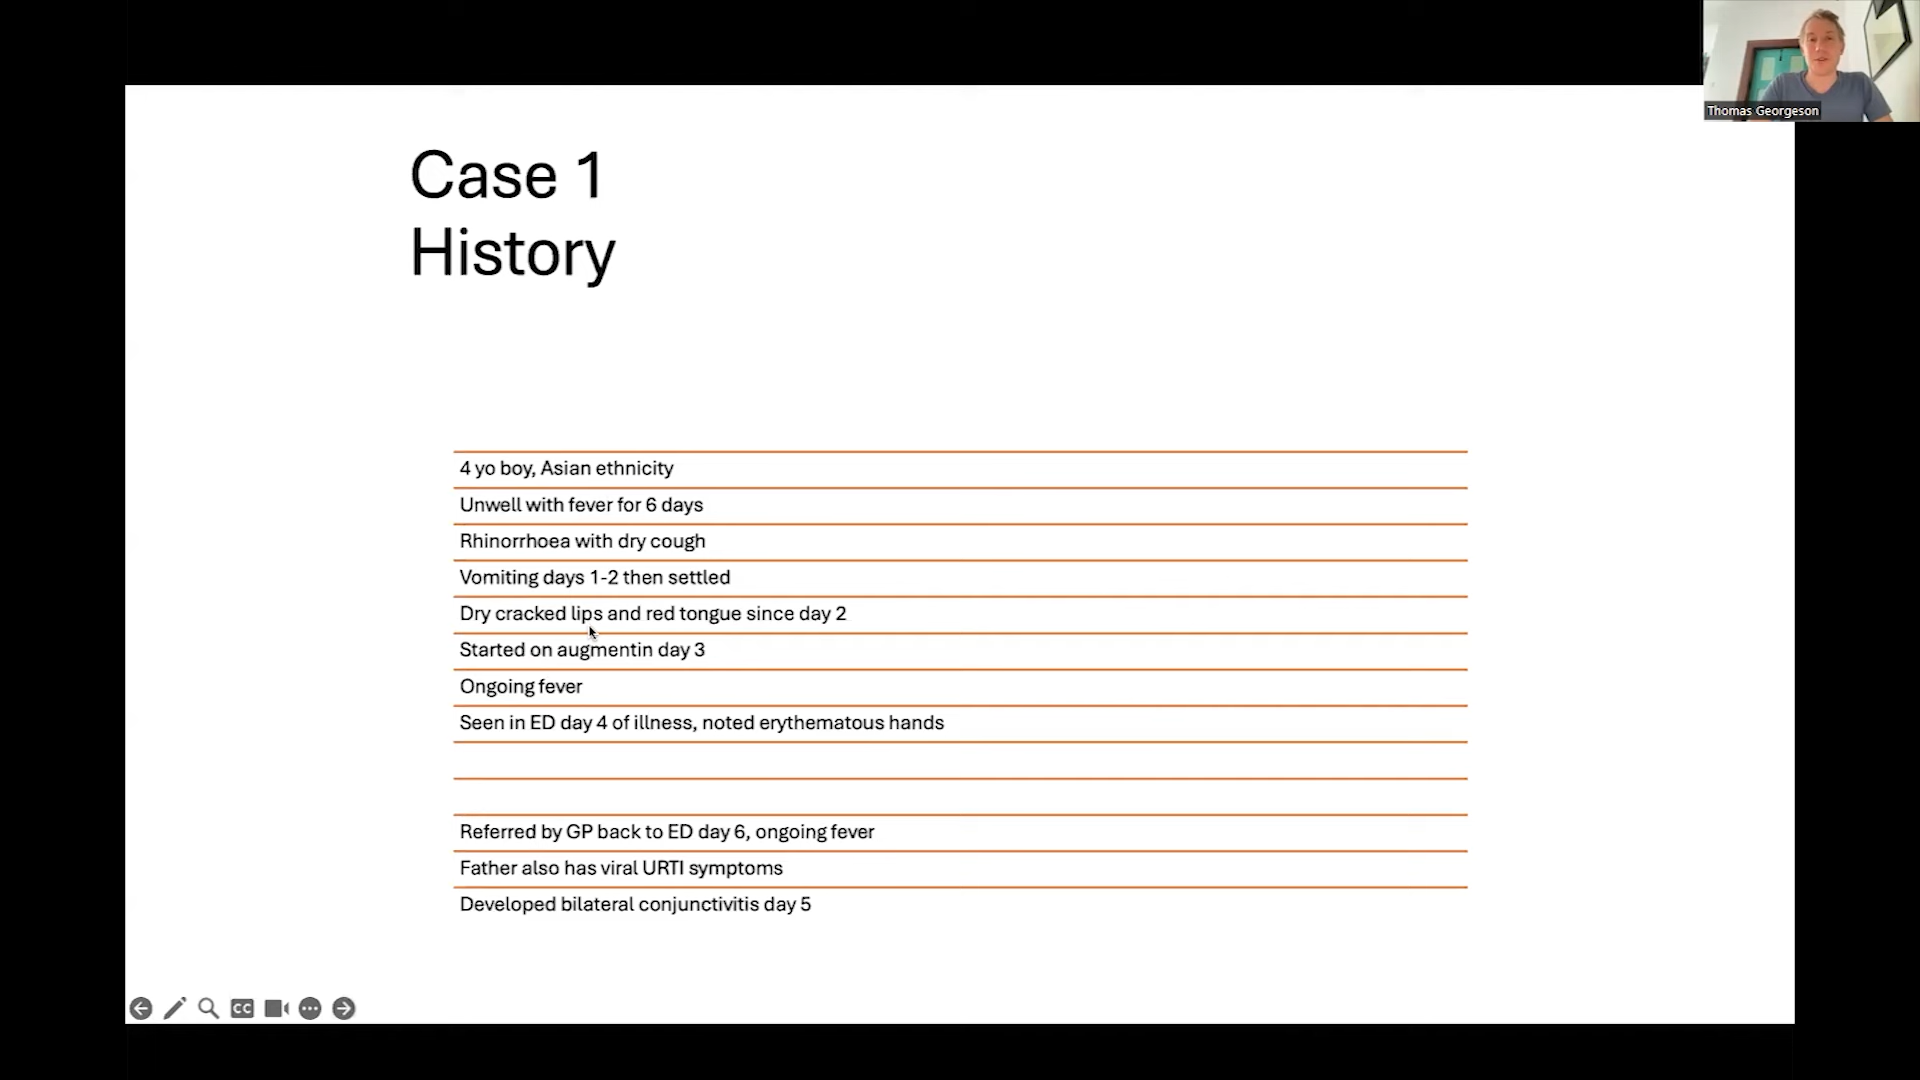 Thomas Georgeson
Case 1
History
4 yo boy, Asian ethnicity
Unwell with fever for 6 days
Rhinorrhoea with dry cough
Vomiting days 1-2 then settled
Dry cracked lips and red tongue since day 2
Started on augmentin day 3
Ongoing fever
Seen in ED day 4 of illness, noted erythematous hands
Referred by GP back to ED day 6, ongoing fever
Father also has viral URTI symptoms
Developed bilateral conjunctivitis day 5
CC